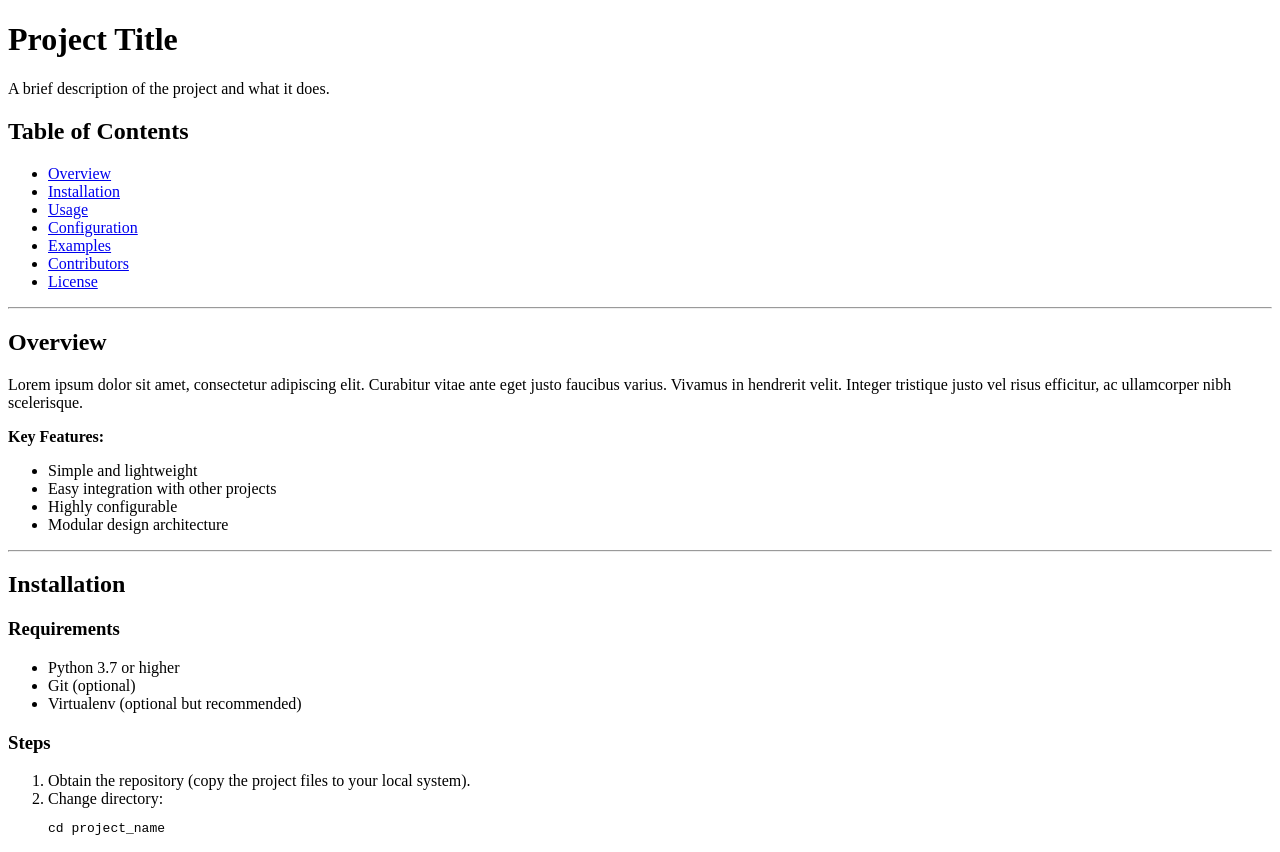 Project Title
A brief description of the project and what it does.
Table of Contents
Overview
Installation
Usage
Configuration
Examples
Contributors
License
Overview
Lorem ipsum dolor sit amet, consectetur adipiscing elit. Curabitur vitae ante eget justo faucibus varius. Vivamus in hendrerit velit. Integer tristique justo vel risus efficitur, ac ullamcorper nibh
scelerisque.
Key Features:
Simple and lightweight
Easy integration with other projects
Highly configurable
Modular design architecture
Installation
Requirements
Python 3.7 or higher
Git (optional)
Virtualenv (optional but recommended)
Steps
1. Obtain the repository (copy the project files to your local system).
2. Change directory:
cd project_name